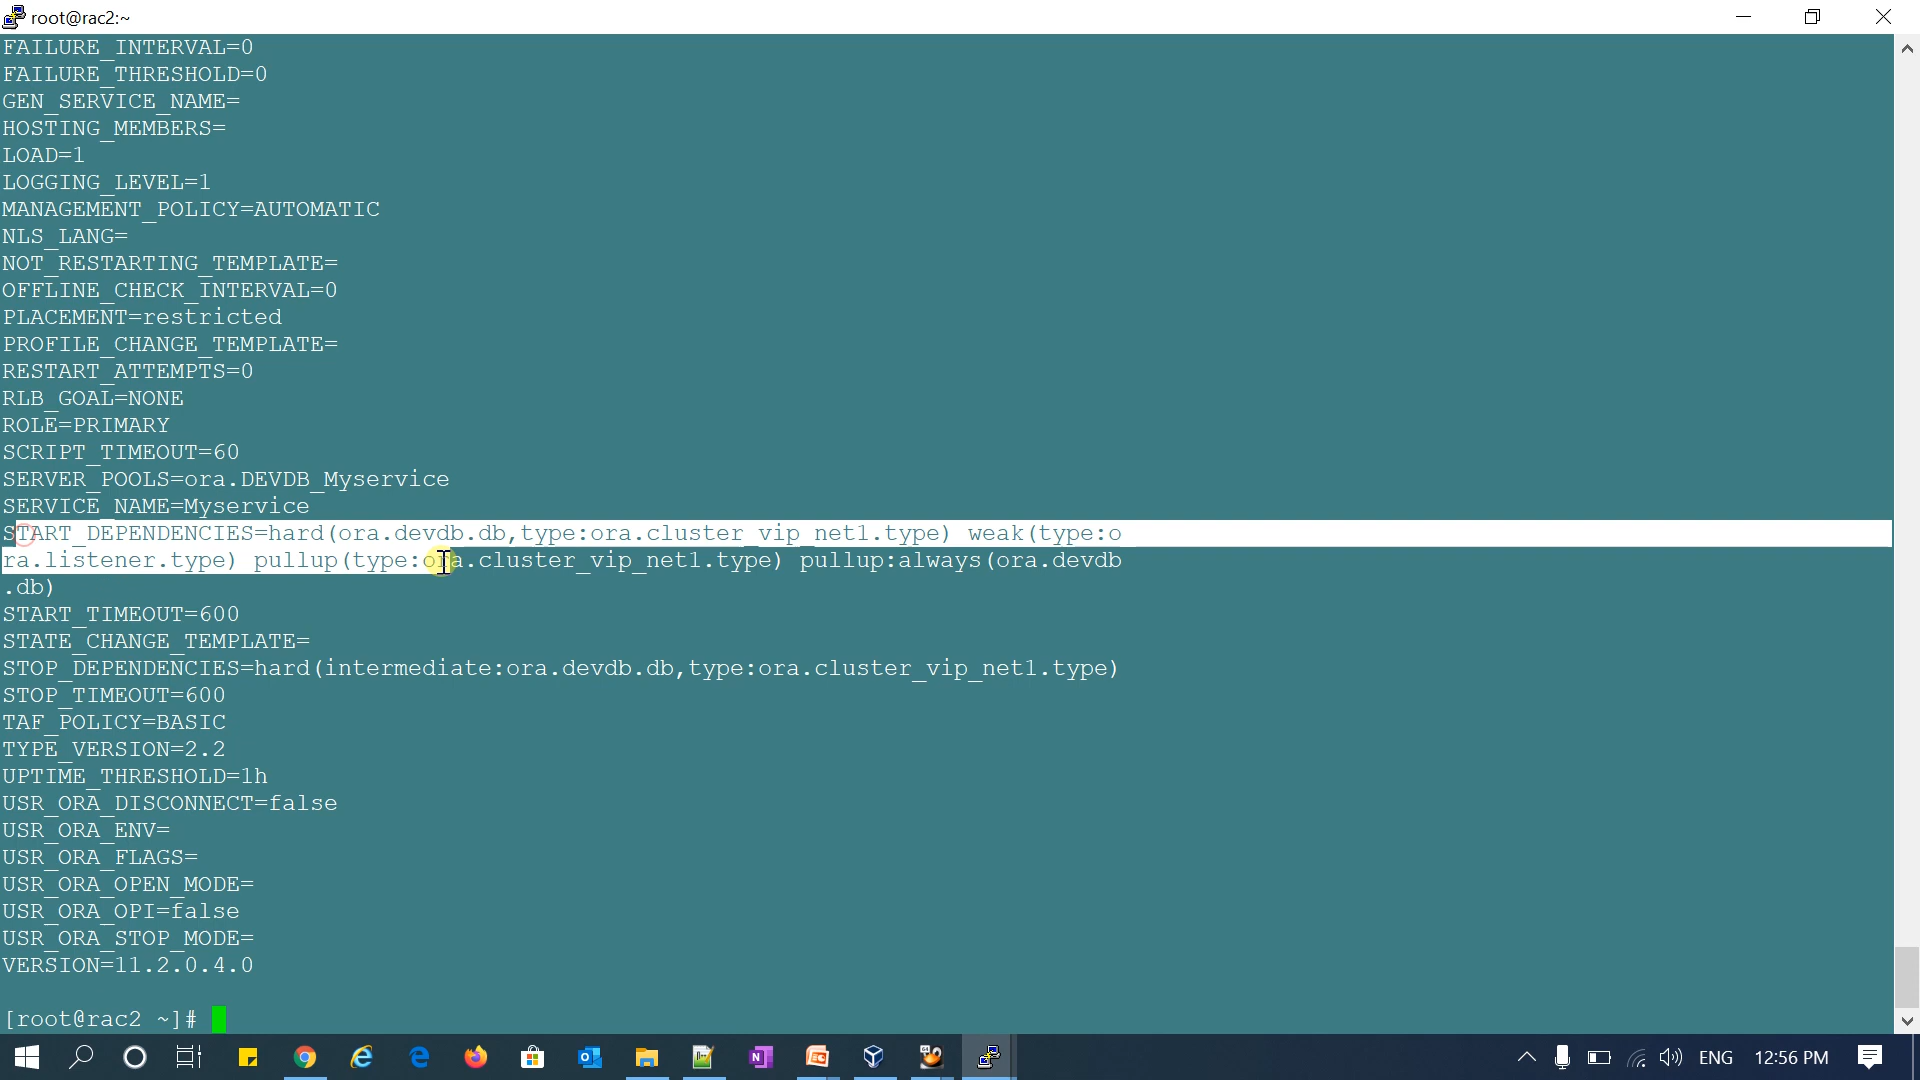 root@rac2:~
FAILURE_INTERVAL=0
FAILURE_THRESHOLD=0
GEN_SERVICE_NAME=
HOSTING_MEMBERS=
LOAD=1
LOGGING_LEVEL=1
MANAGEMENT_POLICY=AUTOMATIC
NLS_LANG=
NOT_RESTARTING_TEMPLATE=
OFFLINE_CHECK_INTERVAL=0
PLACEMENT=restricted
PROFILE_CHANGE_TEMPLATE=
RESTART_ATTEMPTS=0
RLB_GOAL=NONE
ROLE=PRIMARY
SCRIPT_TIMEOUT=60
SERVER_POOLS=ora.DEVDB_Myservice
SERVICE_NAME=Myservice
START_DEPENDENCIES=hard(ora.devdb.db,type:ora.cluster_vip_net1.type) weak(type:o
ra.listener.type) pullup(type:ora.cluster_vip_net1.type) pullup:always(ora.devdb
.db)
START_TIMEOUT=600
STATE_CHANGE_TEMPLATE=
STOP_DEPENDENCIES=hard(intermediate:ora.devdb.db,type:ora.cluster_vip_net1.type)
STOP_TIMEOUT=600
TAF_POLICY=BASIC
TYPE_VERSION=2.2
UPTIME_THRESHOLD=1h
USR_ORA_DISCONNECT=false
USR_ORA_ENV=
USR_ORA_FLAGS=
USR_ORA_OPEN_MODE=
USR_ORA_OPI=false
USR_ORA_STOP_MODE=
VERSION=11.2.0.4.0
[root@rac2 ~]#
ENG 12:56 PM